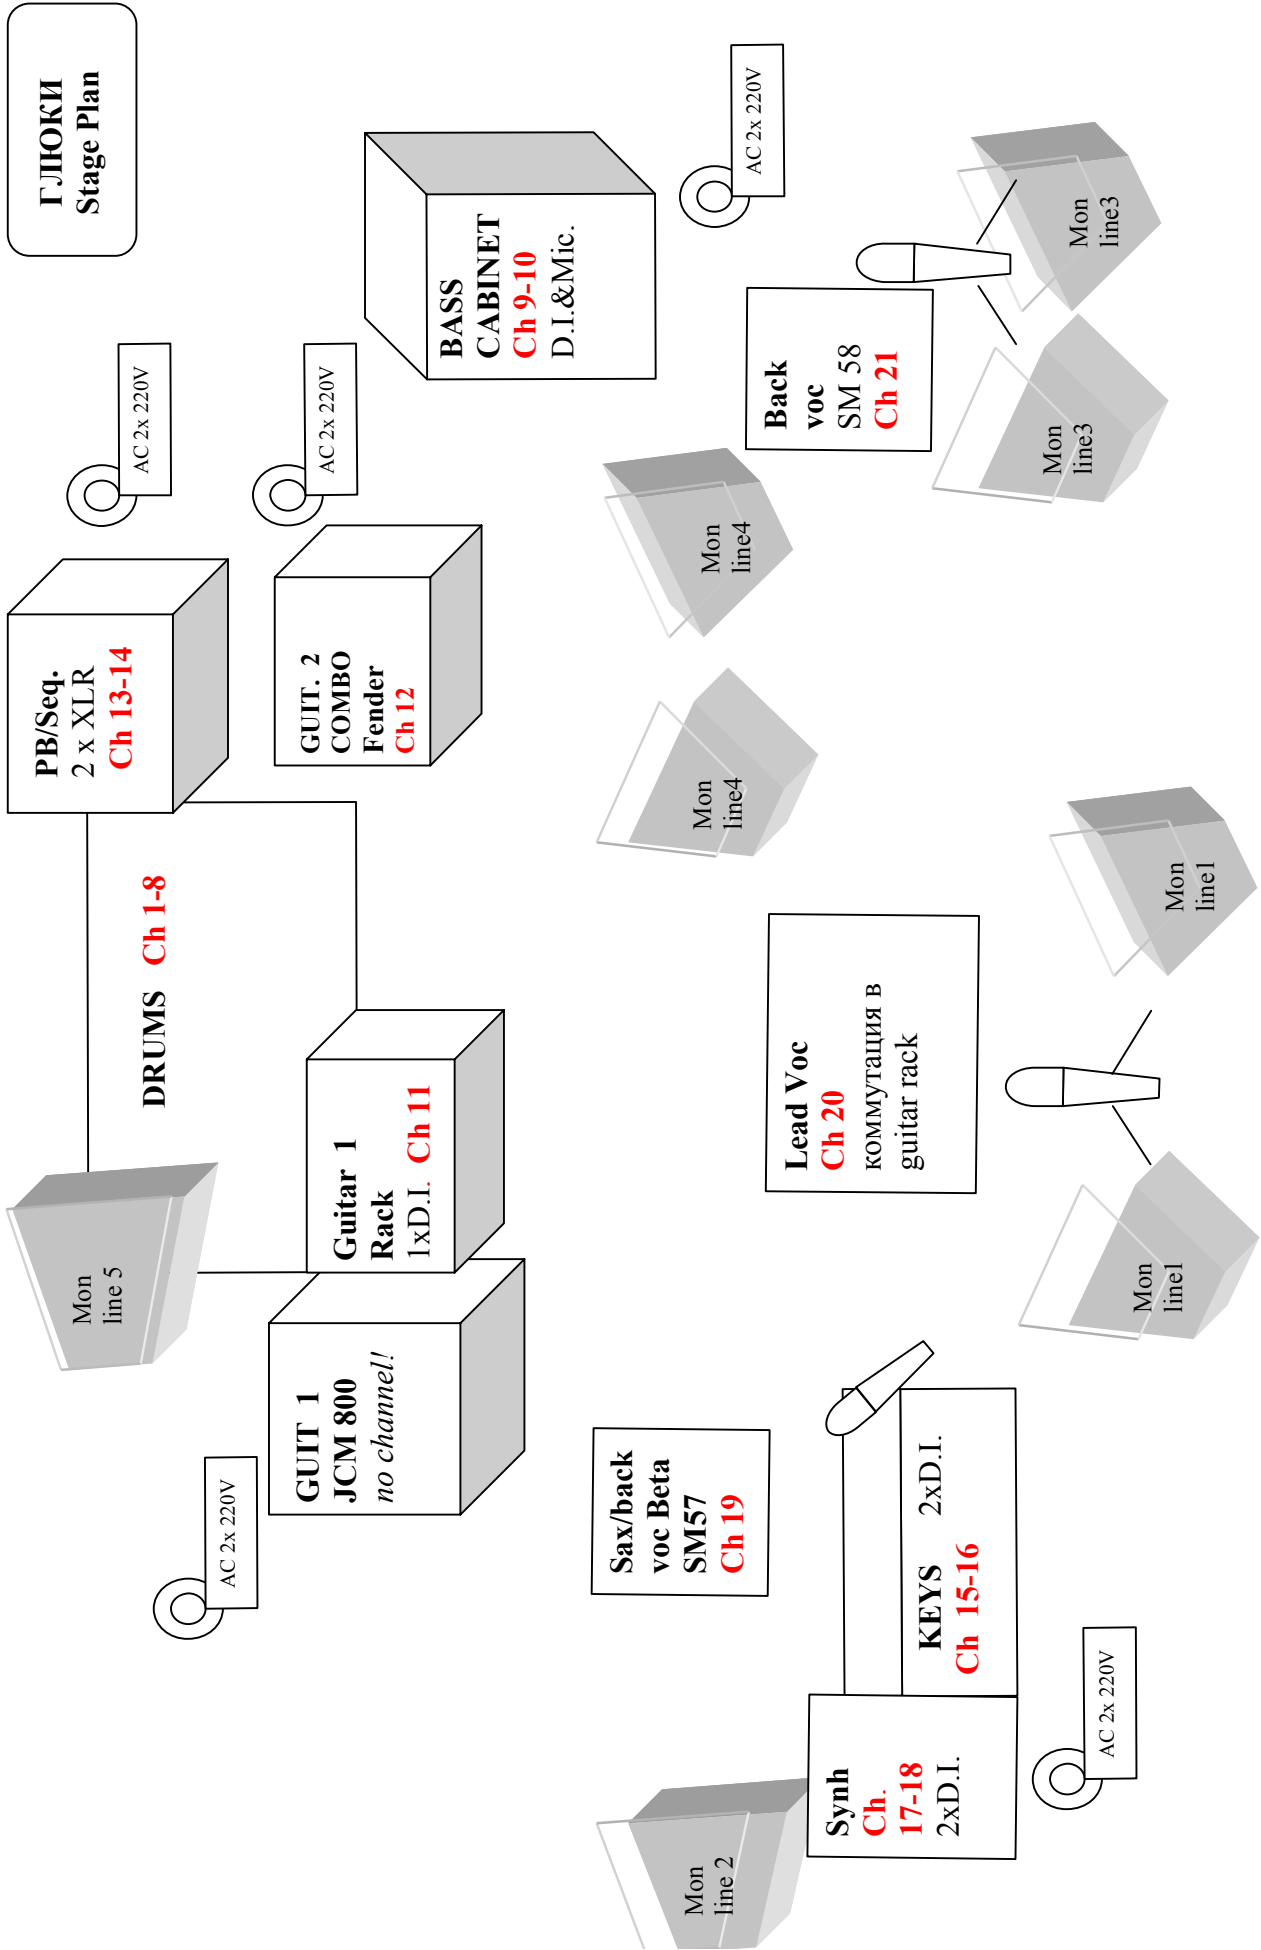 ГЛЮКИ
Stage Plan
AC 2x 220V
PB/Seq.
2 x XLR
Ch 13-14
DRUMS Ch 1-8
Mon
line 5
AC 2x 220V
GUIT. 2
COMBO
Fender
Ch 12
Guitar 1
Rack
1xD.I. Ch 11
GUIT 1
JCM 800
no channel!
AC 2x 220V
BASS
CABINET
Ch 9-10
D.I.&Mic.
AC 2x 220V
Mon
line4
Mon
line4
Sax/back
voc Beta
SM57
Ch 19
Mon
line 2
Back
voc
SM 58
Ch 21
Lead Voc
Ch 20
коммутация в
guitar rack
KEYS 2xD.I.
Ch 15-16
Synh
Ch.
17-18
2xD.I.
Mon
line3
Mon
line3
Mon
line1
Mon
line1
AC 2x 220V